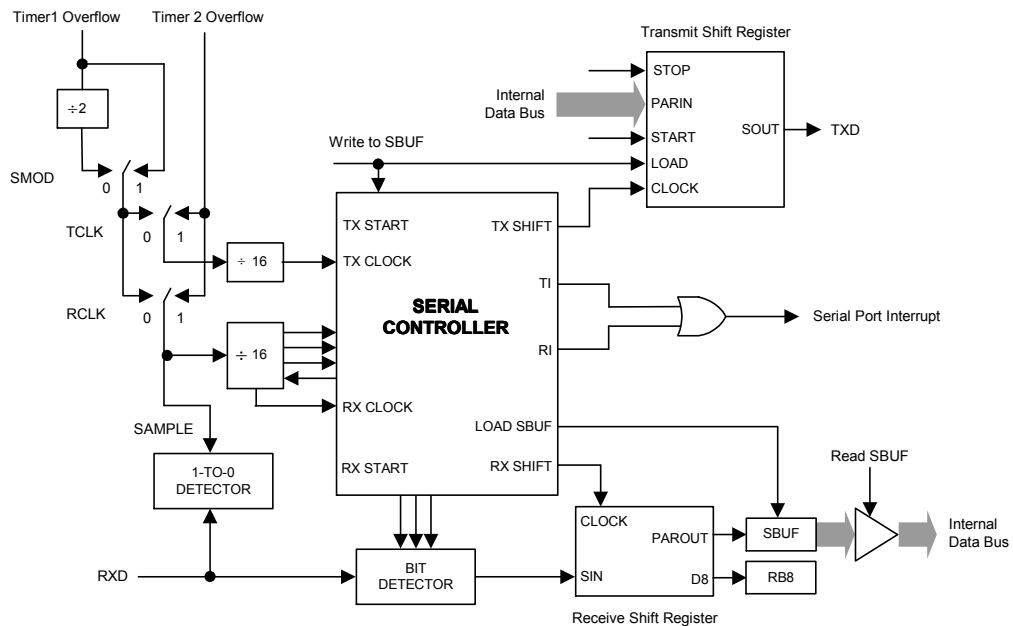 Timer1 Overflow
Timer 2 Overflow
÷2
SMOD
0
1
TCLK
0
1
÷ 16
RCLK
0
1
÷ 16
SAMPLE
1-TO-0
DETECTOR
RXD
Write to SBUF
TX START
TX CLOCK
SERIAL
CONTROLLER
RX CLOCK
RX START
TX SHIFT
TI
RI
LOAD SBUF
RX SHIFT
BIT
DETECTOR
Transmit Shift Register
Internal
Data Bus
STOP
PARIN
START
LOAD
CLOCK
SOUT
TXD
Serial Port Interrupt
CLOCK
PAROUT
SIN
D8
Receive Shift Register
SBUF
RB8
Read SBUF
Internal
Data Bus